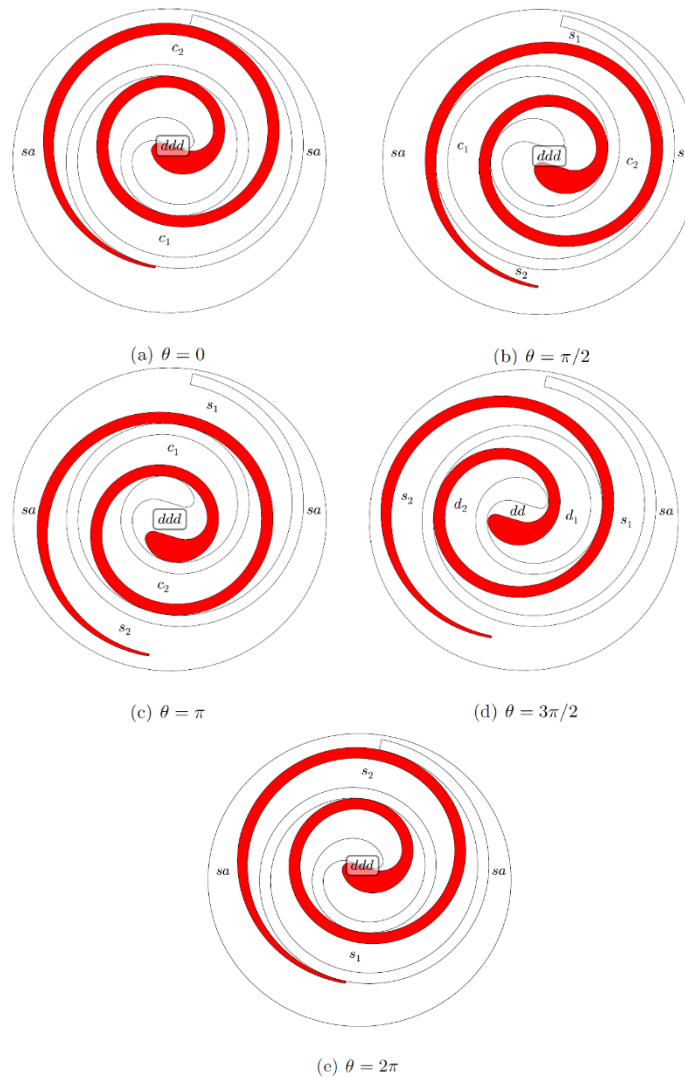 c₂
ddd
sa
sa
c₁
(a) θ = 0
s₁
sa
c₁
ddd
c₂
s
s₂
(b) θ = π/2
s₁
c₁
sa
ddd
sa
c₂
s₂
(c) θ = π
s₂
d₂
dd
d₁
s₁
sa
(d) θ = 3π/2
s₂
sa
ddd
sa
s₁
(e) θ = 2π